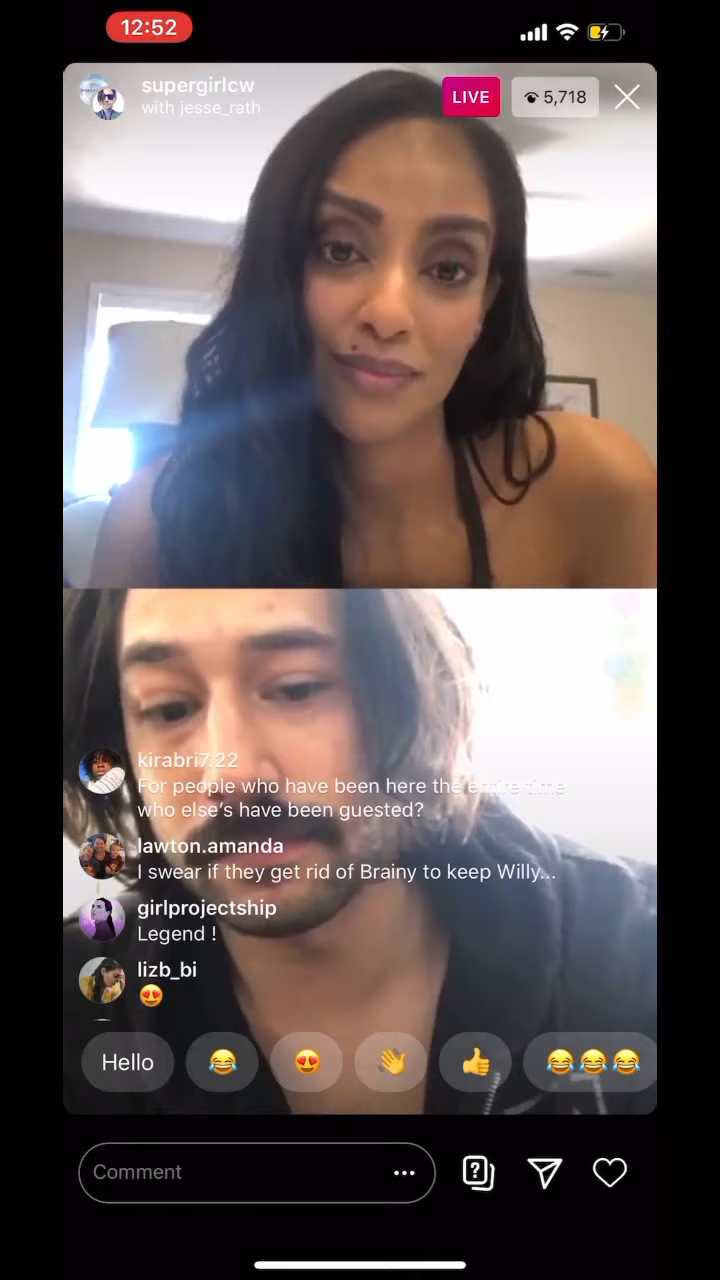 12:52
supergirlcw
with jesse_rath
LIVE
5,718
kirabri7.22
For people who have been here the entire time
who else's have been guested?
lawton.amanda
I swear if they get rid of Brainy to keep Willy...
girlprojectship
Legend !
lizb_bi
😍
Hello 😂 😍 👋 👍 😂😂😂
Comment